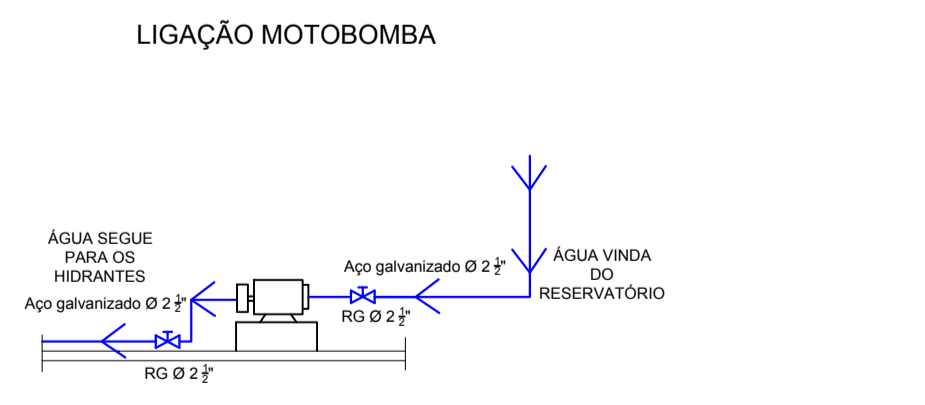 LIGAÇÃO MOTOBOMBA
ÁGUA SEGUE
PARA OS
HIDRANTES
Aço galvanizado Ø 2 ½"
RG Ø 2 ½"
Aço galvanizado Ø 2 ½"
RG Ø 2 ½"
ÁGUA VINDA
DO
RESERVATÓRIO